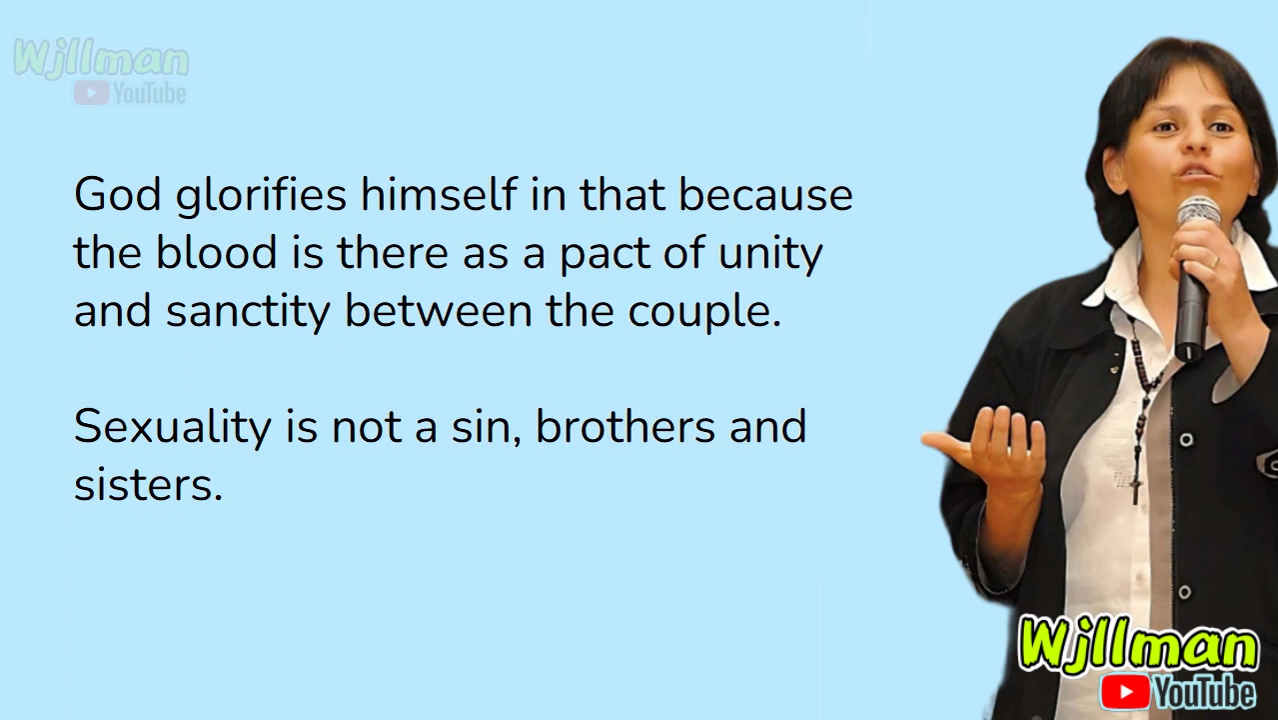 Wjllman
YouTube
God glorifies himself in that because
the blood is there as a pact of unity
and sanctity between the couple.
Sexuality is not a sin, brothers and
sisters.
Wjllman
YouTube